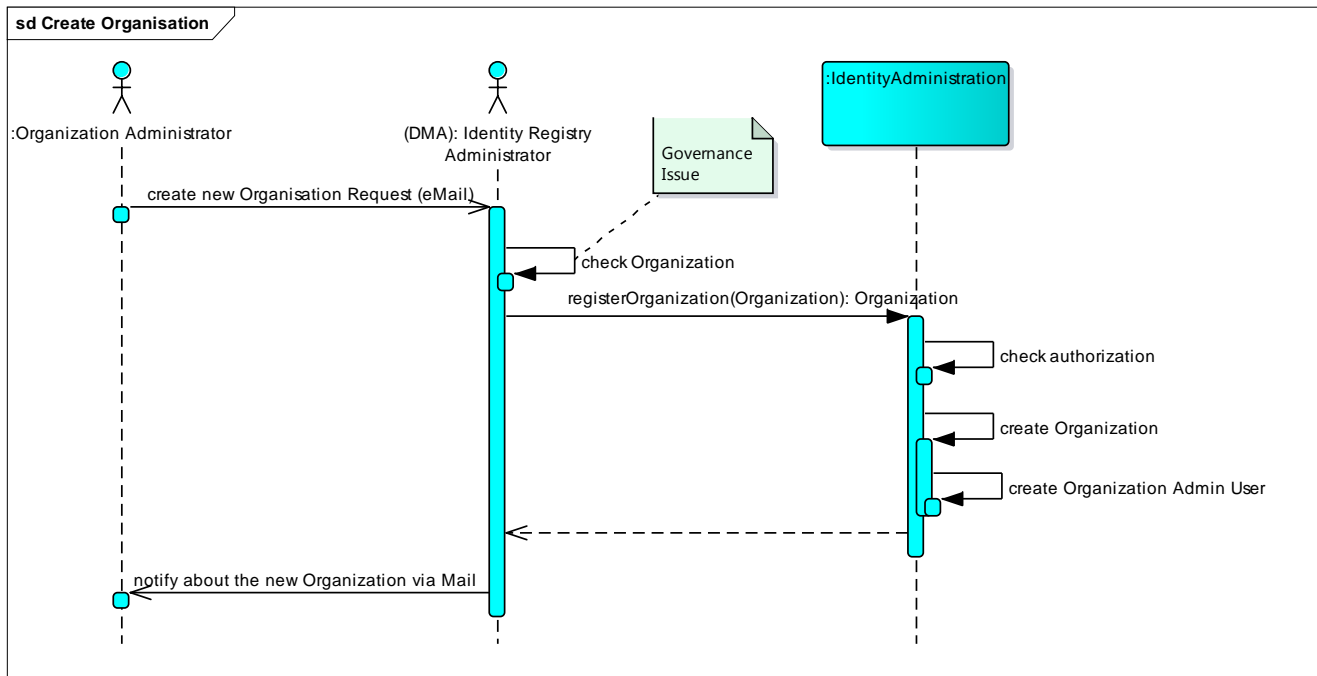 sd Create Organisation
:Organization Administrator
(DMA): Identity Registry
Administrator
:IdentityAdministration
Governance
Issue
create new Organisation Request (eMail)
check Organization
registerOrganization(Organization): Organization
check authorization
create Organization
create Organization Admin User
notify about the new Organization via Mail